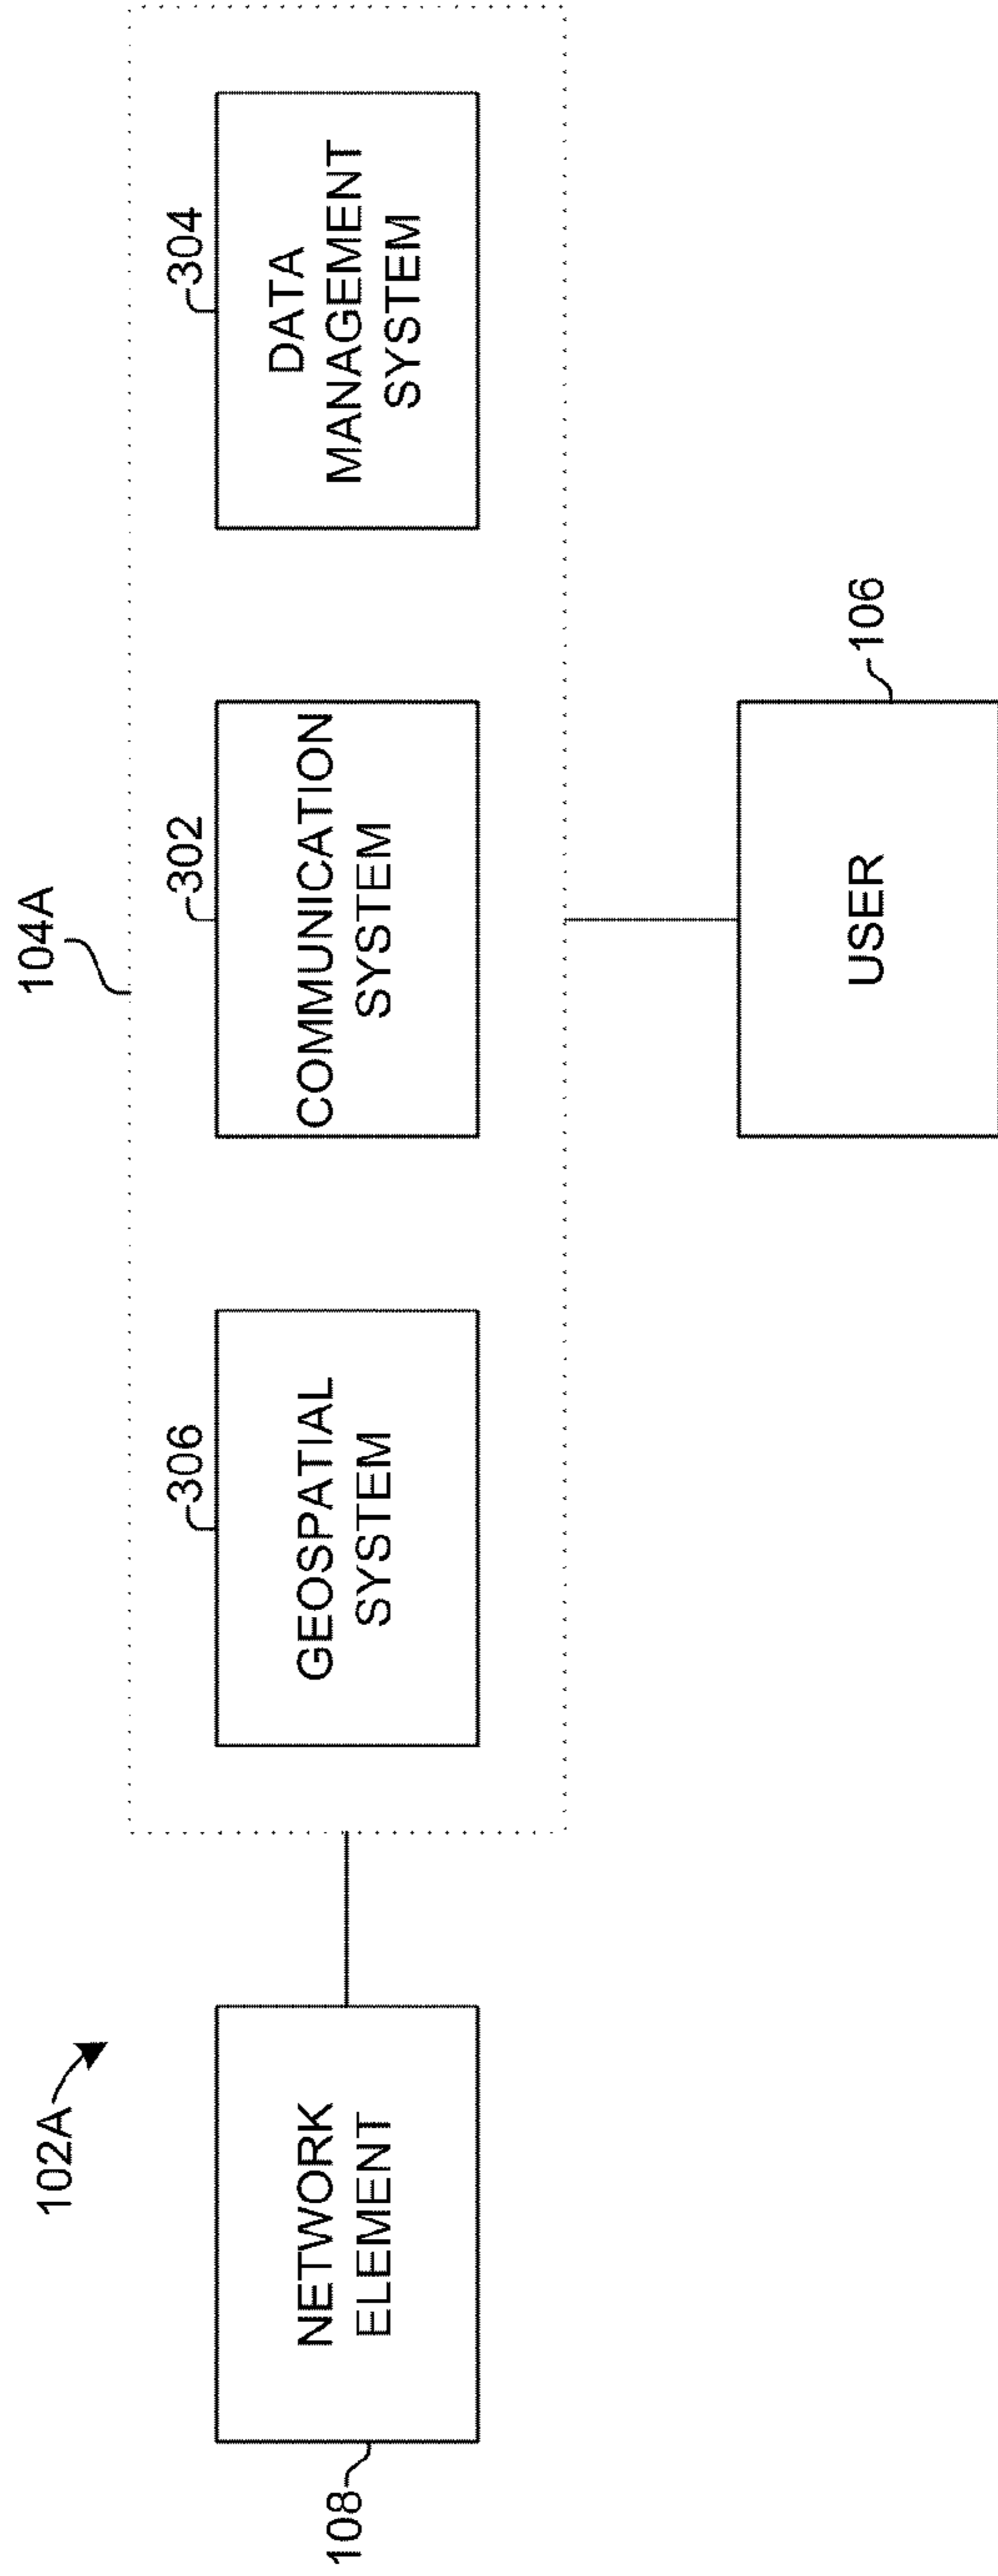 102A
104A
306
302
304
NETWORK
ELEMENT
GEOSPATIAL
SYSTEM
COMMUNICATION
SYSTEM
DATA
MANAGEMENT
SYSTEM
108
USER
106